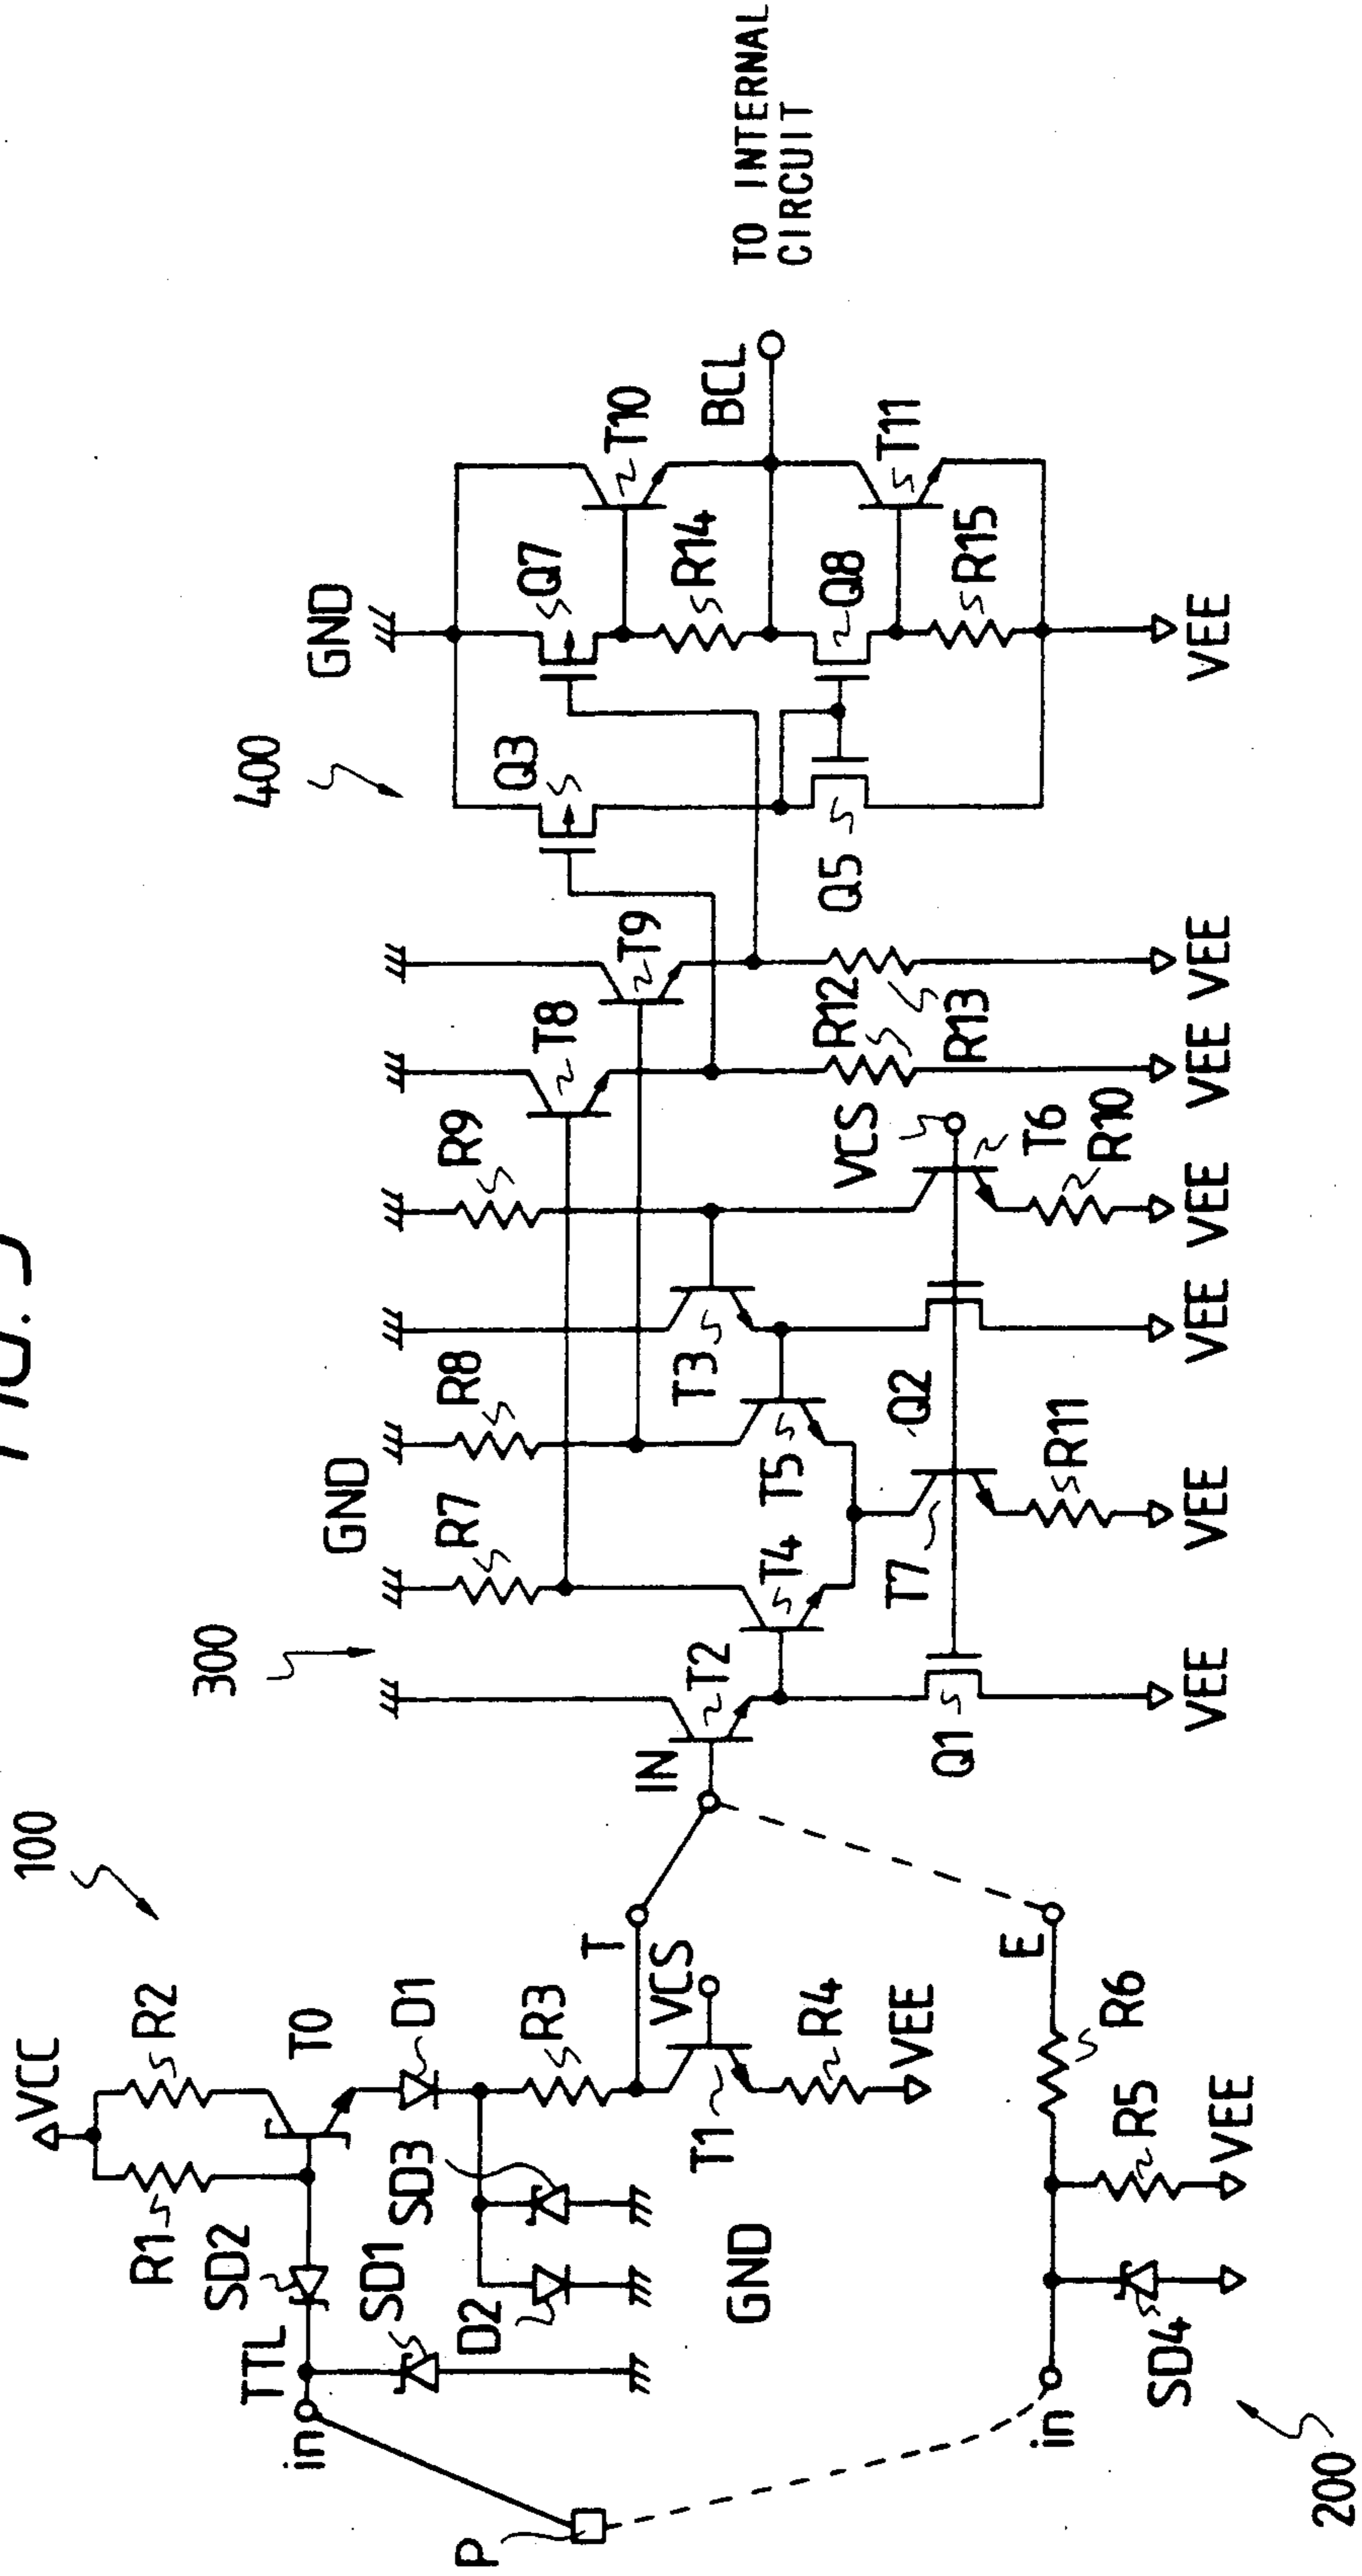 100
VCC
R1
R2
SD2
TTL
in
T0
SD1
SD3
D1
D2
R3
T
VCS
T1
R4
VEE
GND
P
in
E
R6
R5
VEE
SD4
200
300
GND
R7
R8
R9
T8
T9
IN
T2
T4
T5
T3
VCS
Q1
T7
Q2
T6
R11
R10
R12
R13
VEE
VEE
VEE
VEE
VEE
VEE
400
GND
Q3
Q7
T10
R14
BCL
Q5
Q8
T11
R15
VEE
TO INTERNAL
CIRCUIT